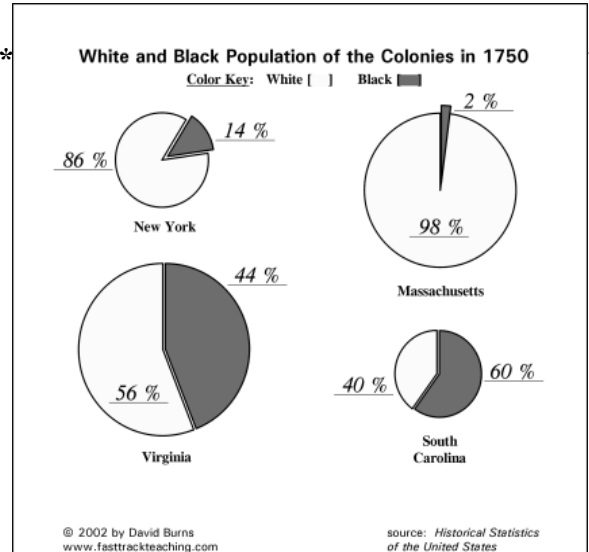 *
White and Black Population of the Colonies in 1750
Color Key: White [ ] Black [ ]
14 %
86 %
New York
2 %
98 %
Massachusetts
44 %
56 %
Virginia
40 %
60 %
South
Carolina
© 2002 by David Burns
www.fasttrackteaching.com
source: Historical Statistics
of the United States